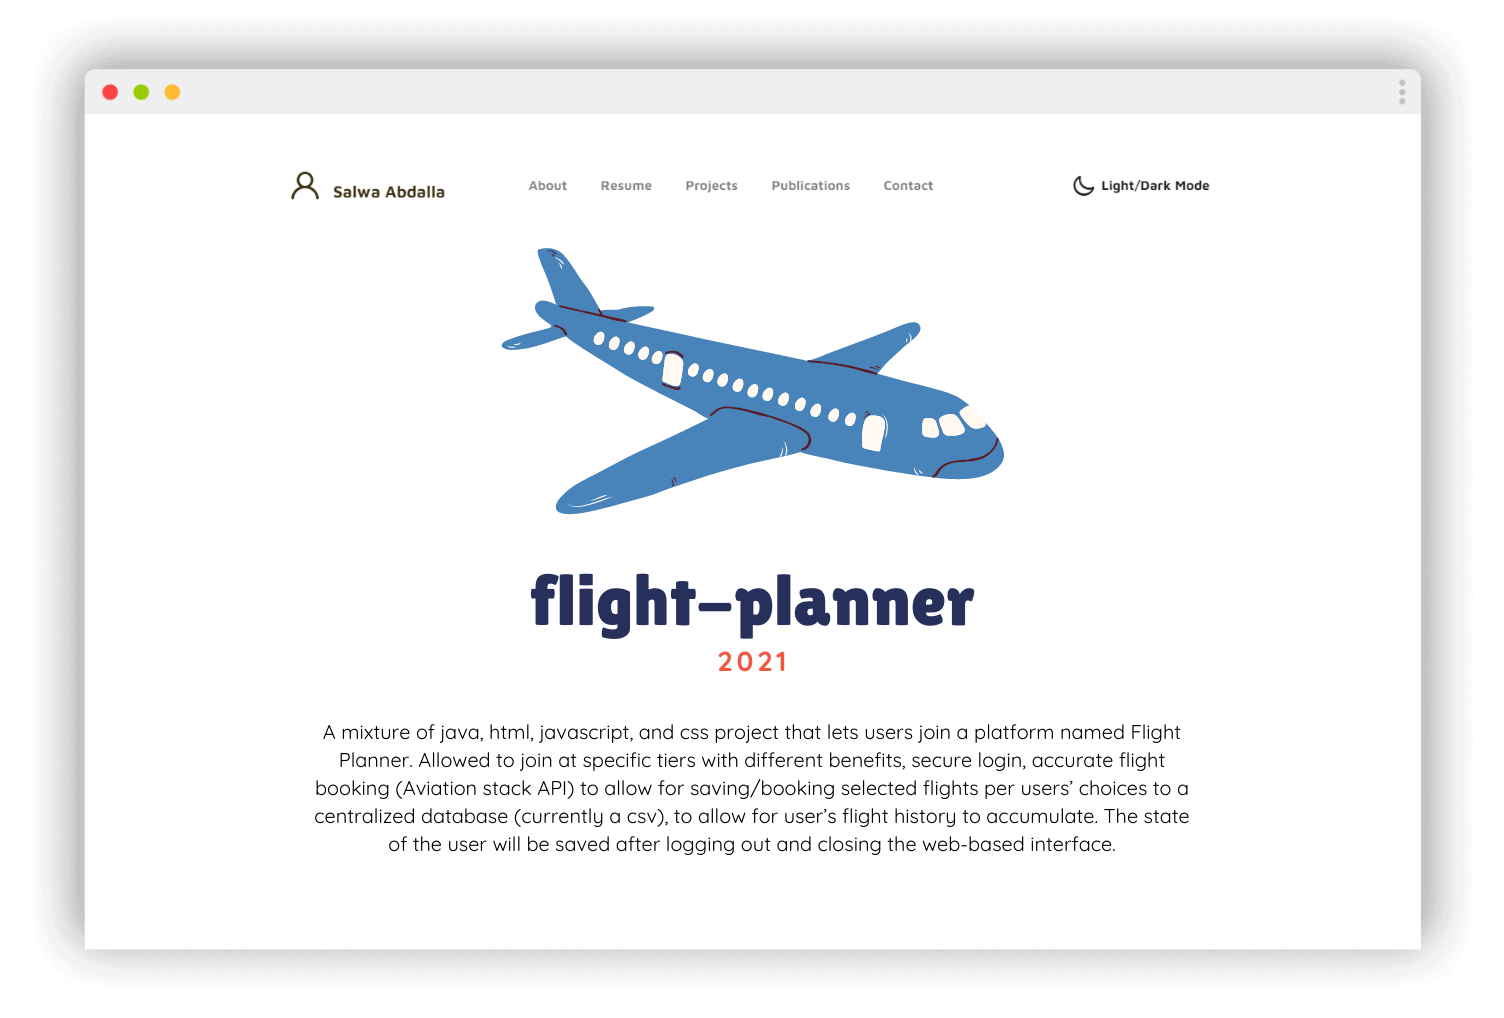 Salwa Abdalla
About Resume Projects Publications Contact
Light/Dark Mode
flight-planner
2021
A mixture of java, html, javascript, and css project that lets users join a platform named Flight
Planner. Allowed to join at specific tiers with different benefits, secure login, accurate flight
booking (Aviation stack API) to allow for saving/booking selected flights per users’ choices to a
centralized database (currently a csv), to allow for user’s flight history to accumulate. The state
of the user will be saved after logging out and closing the web-based interface.